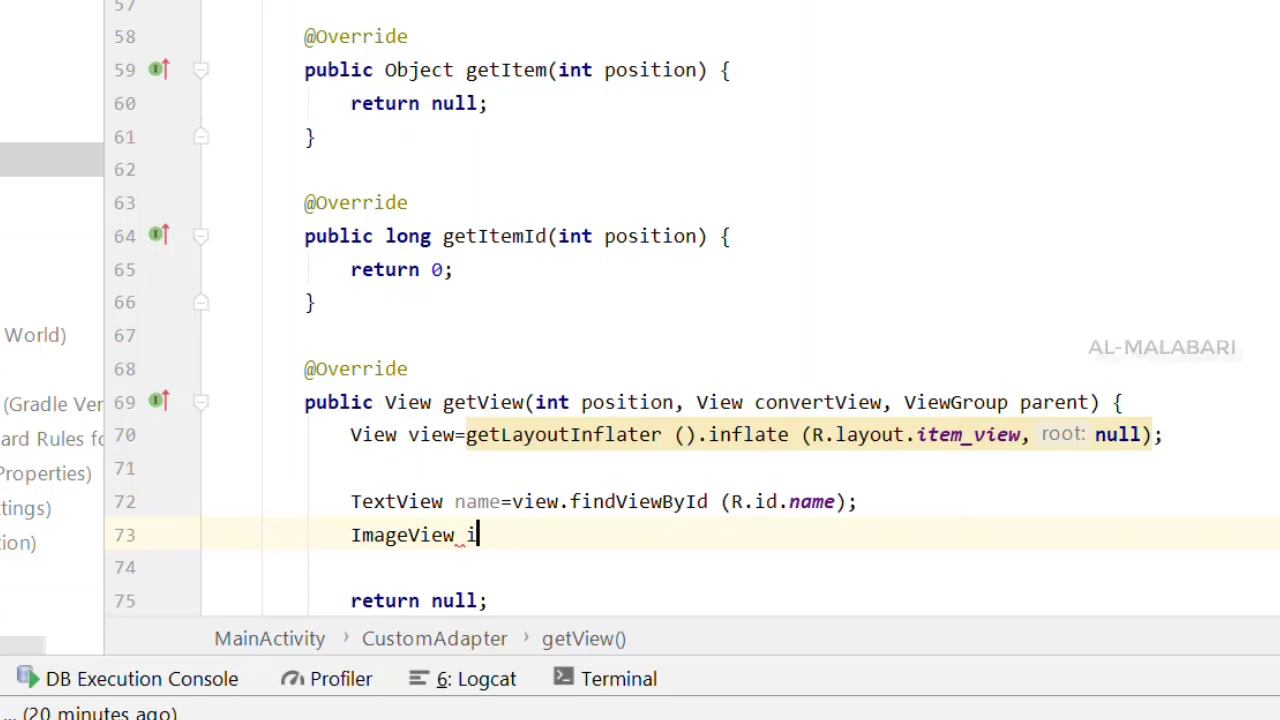 57
58 @Override
59 public Object getItem(int position) {
60 return null;
61 }
62
63 @Override
64 public long getItemId(int position) {
65 return 0;
66 }
World) 67
68 @Override AL-MALABARI
(Gradle Ver 69 public View getView(int position, View convertView, ViewGroup parent) {
ard Rules fo 70 View view=getLayoutInflater ().inflate (R.layout.item_view, root: null);
Properties) 71
tings) 72 TextView name=view.findViewById (R.id.name);
ion) 73 ImageView i
74
75 return null;
MainActivity › CustomAdapter › getView()
DB Execution Console Profiler 6: Logcat Terminal
... (20 minutes ago)